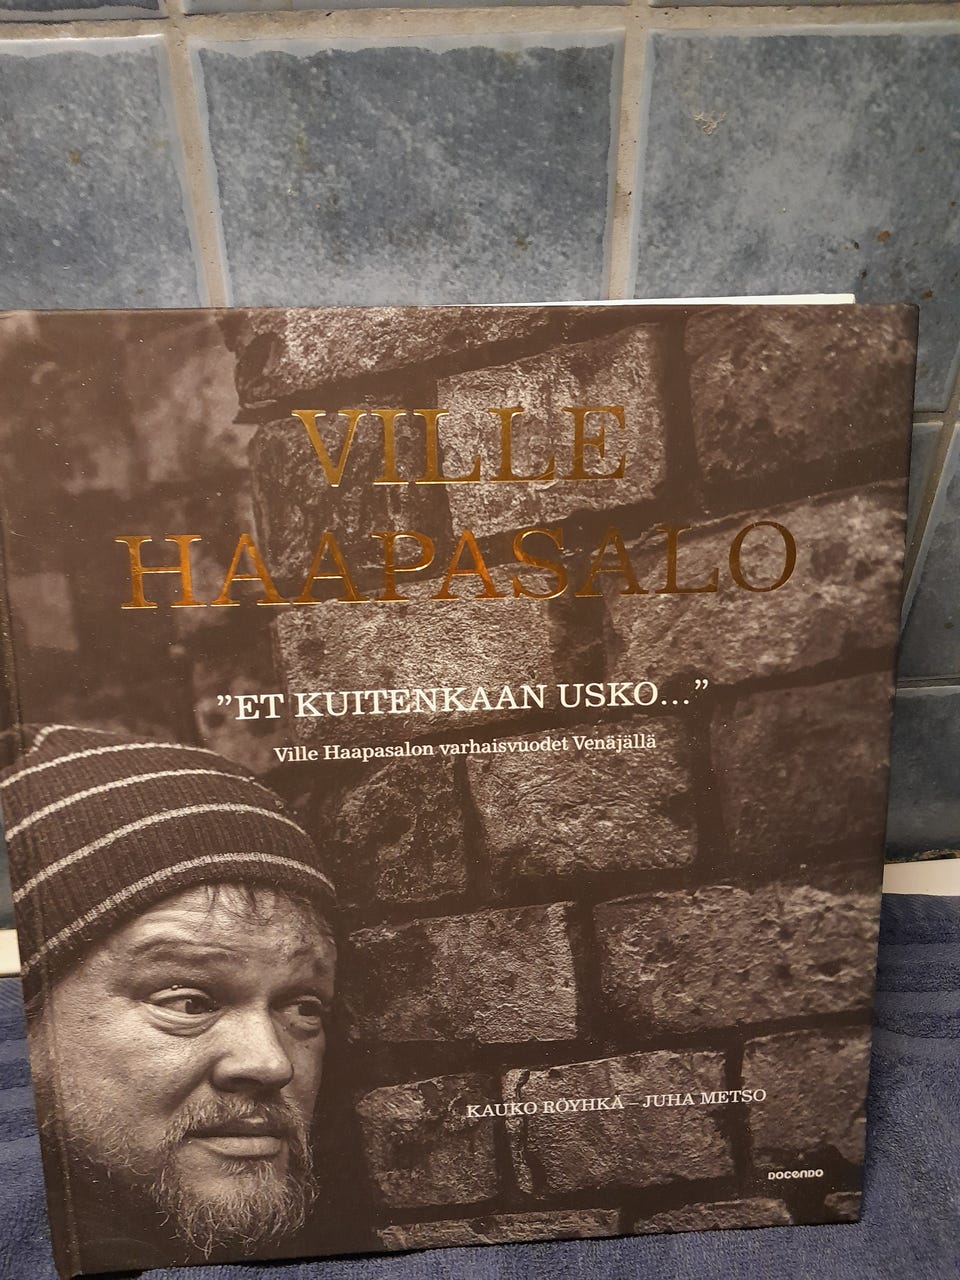 VILLE
HAAPASALO
”ET KUITENKAAN USKO...”
Ville Haapasalon varhaisvuodet Venäjällä
KAUKO RÖYHKÄ – JUHA METSO
DOCENDO